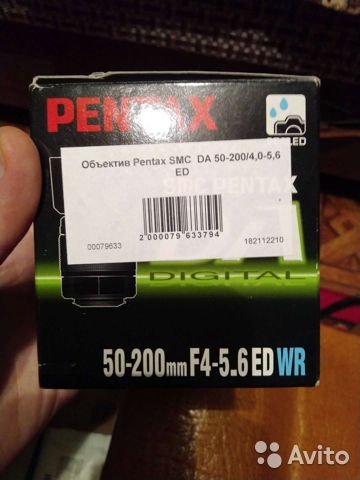 PENTAX
Объектив Pentax SMC DA 50-200/4,0-5,6
ED
00079633
2 000079 633794
182112210
SMC PENTAX
DIGITAL
50-200mm F4-5.6 ED WR
Avito